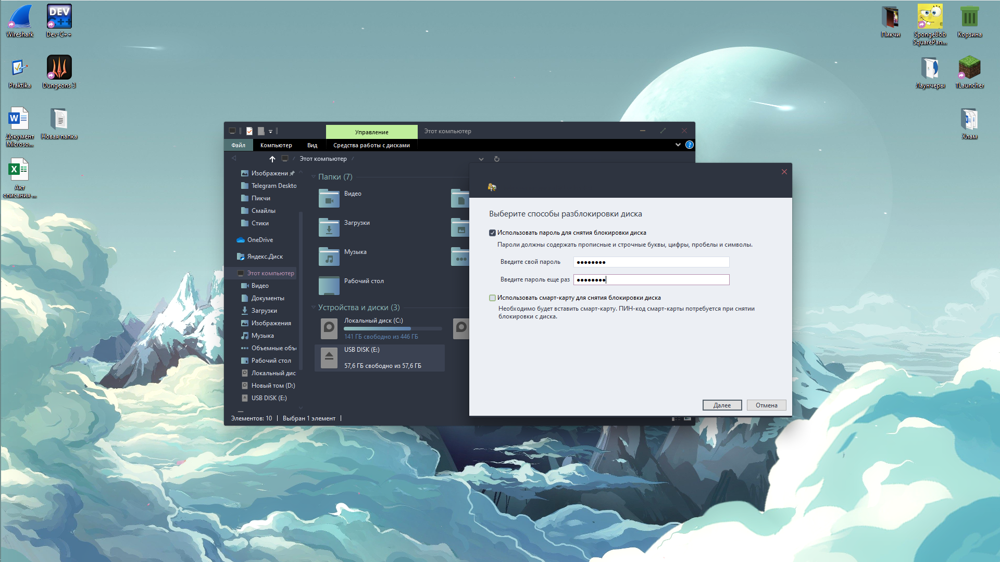 Wireshark
Dev-C++
Praktika
Dungeons 3
Документ
Microso...
Новая папка
Акт
списания ...
Пикчи
SpongeBob
SquarePan...
Корзина
Лаунчеры
TLauncher
Хлам
Управление
Этот компьютер
Файл
Компьютер
Вид
Средства работы с дисками
Этот компьютер
Изображени
Telegram Deskto
Пикчи
Смайлы
Стики
OneDrive
Яндекс.Диск
Этот компьютер
Видео
Документы
Загрузки
Изображения
Музыка
Объемные объ
Рабочий стол
Локальный дис
Новый том (D:)
USB DISK (E:)
Папки (7)
Видео
Загрузки
Музыка
Рабочий стол
Устройства и диски (3)
Локальный диск (C:)
141 ГБ свободно из 446 ГБ
USB DISK (E:)
57,6 ГБ свободно из 57,6 ГБ
Элементов: 10
Выбран 1 элемент
Выберите способы разблокировки диска
Использовать пароль для снятия блокировки диска
Пароли должны содержать прописные и строчные буквы, цифры, пробелы и символы.
Введите свой пароль
Введите пароль еще раз
Использовать смарт-карту для снятия блокировки диска
Необходимо будет вставить смарт-карту. ПИН-код смарт-карты потребуется при снятии
блокировки с диска.
Далее
Отмена